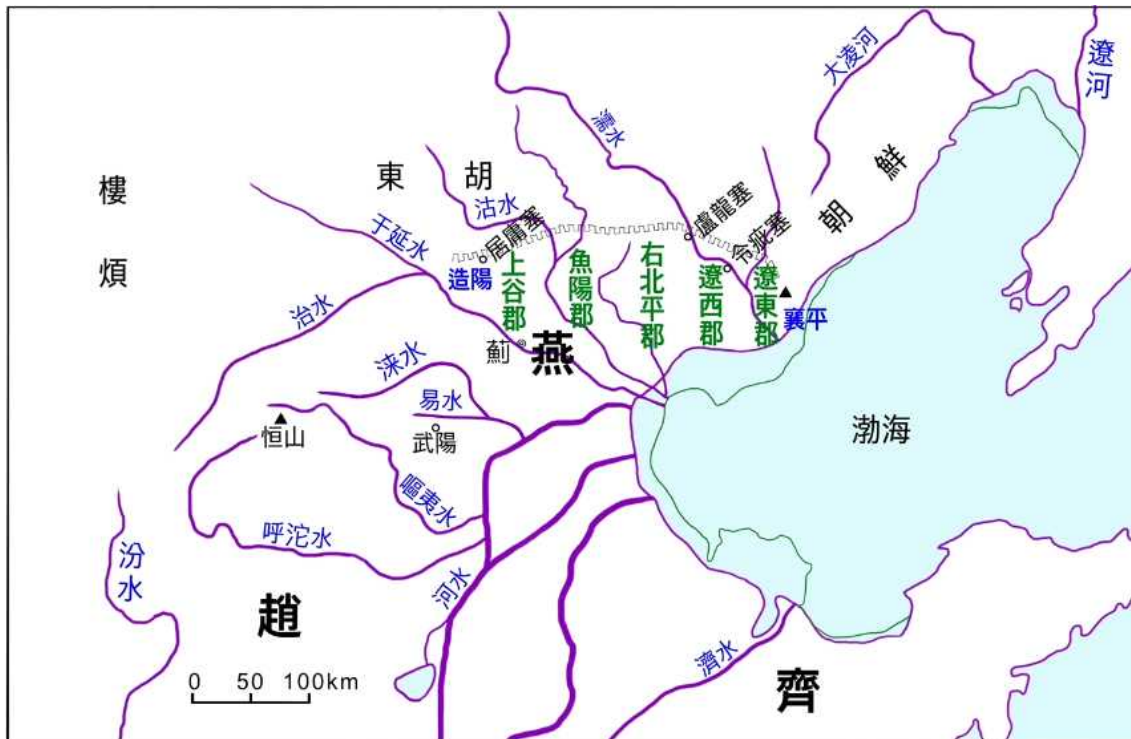 大凌河
遼河
濡水
鮮
朝
樓煩
東胡
沽水
居庸塞
盧龍塞
令疵塞
于延水
造陽
上谷郡
魚陽郡
右北平郡
遼西郡
遼東郡
襄平
治水
薊
燕
涞水
易水
武陽
恒山
渤海
嘔夷水
呼沱水
汾水
河水
趙
濟水
齊
0 50 100km